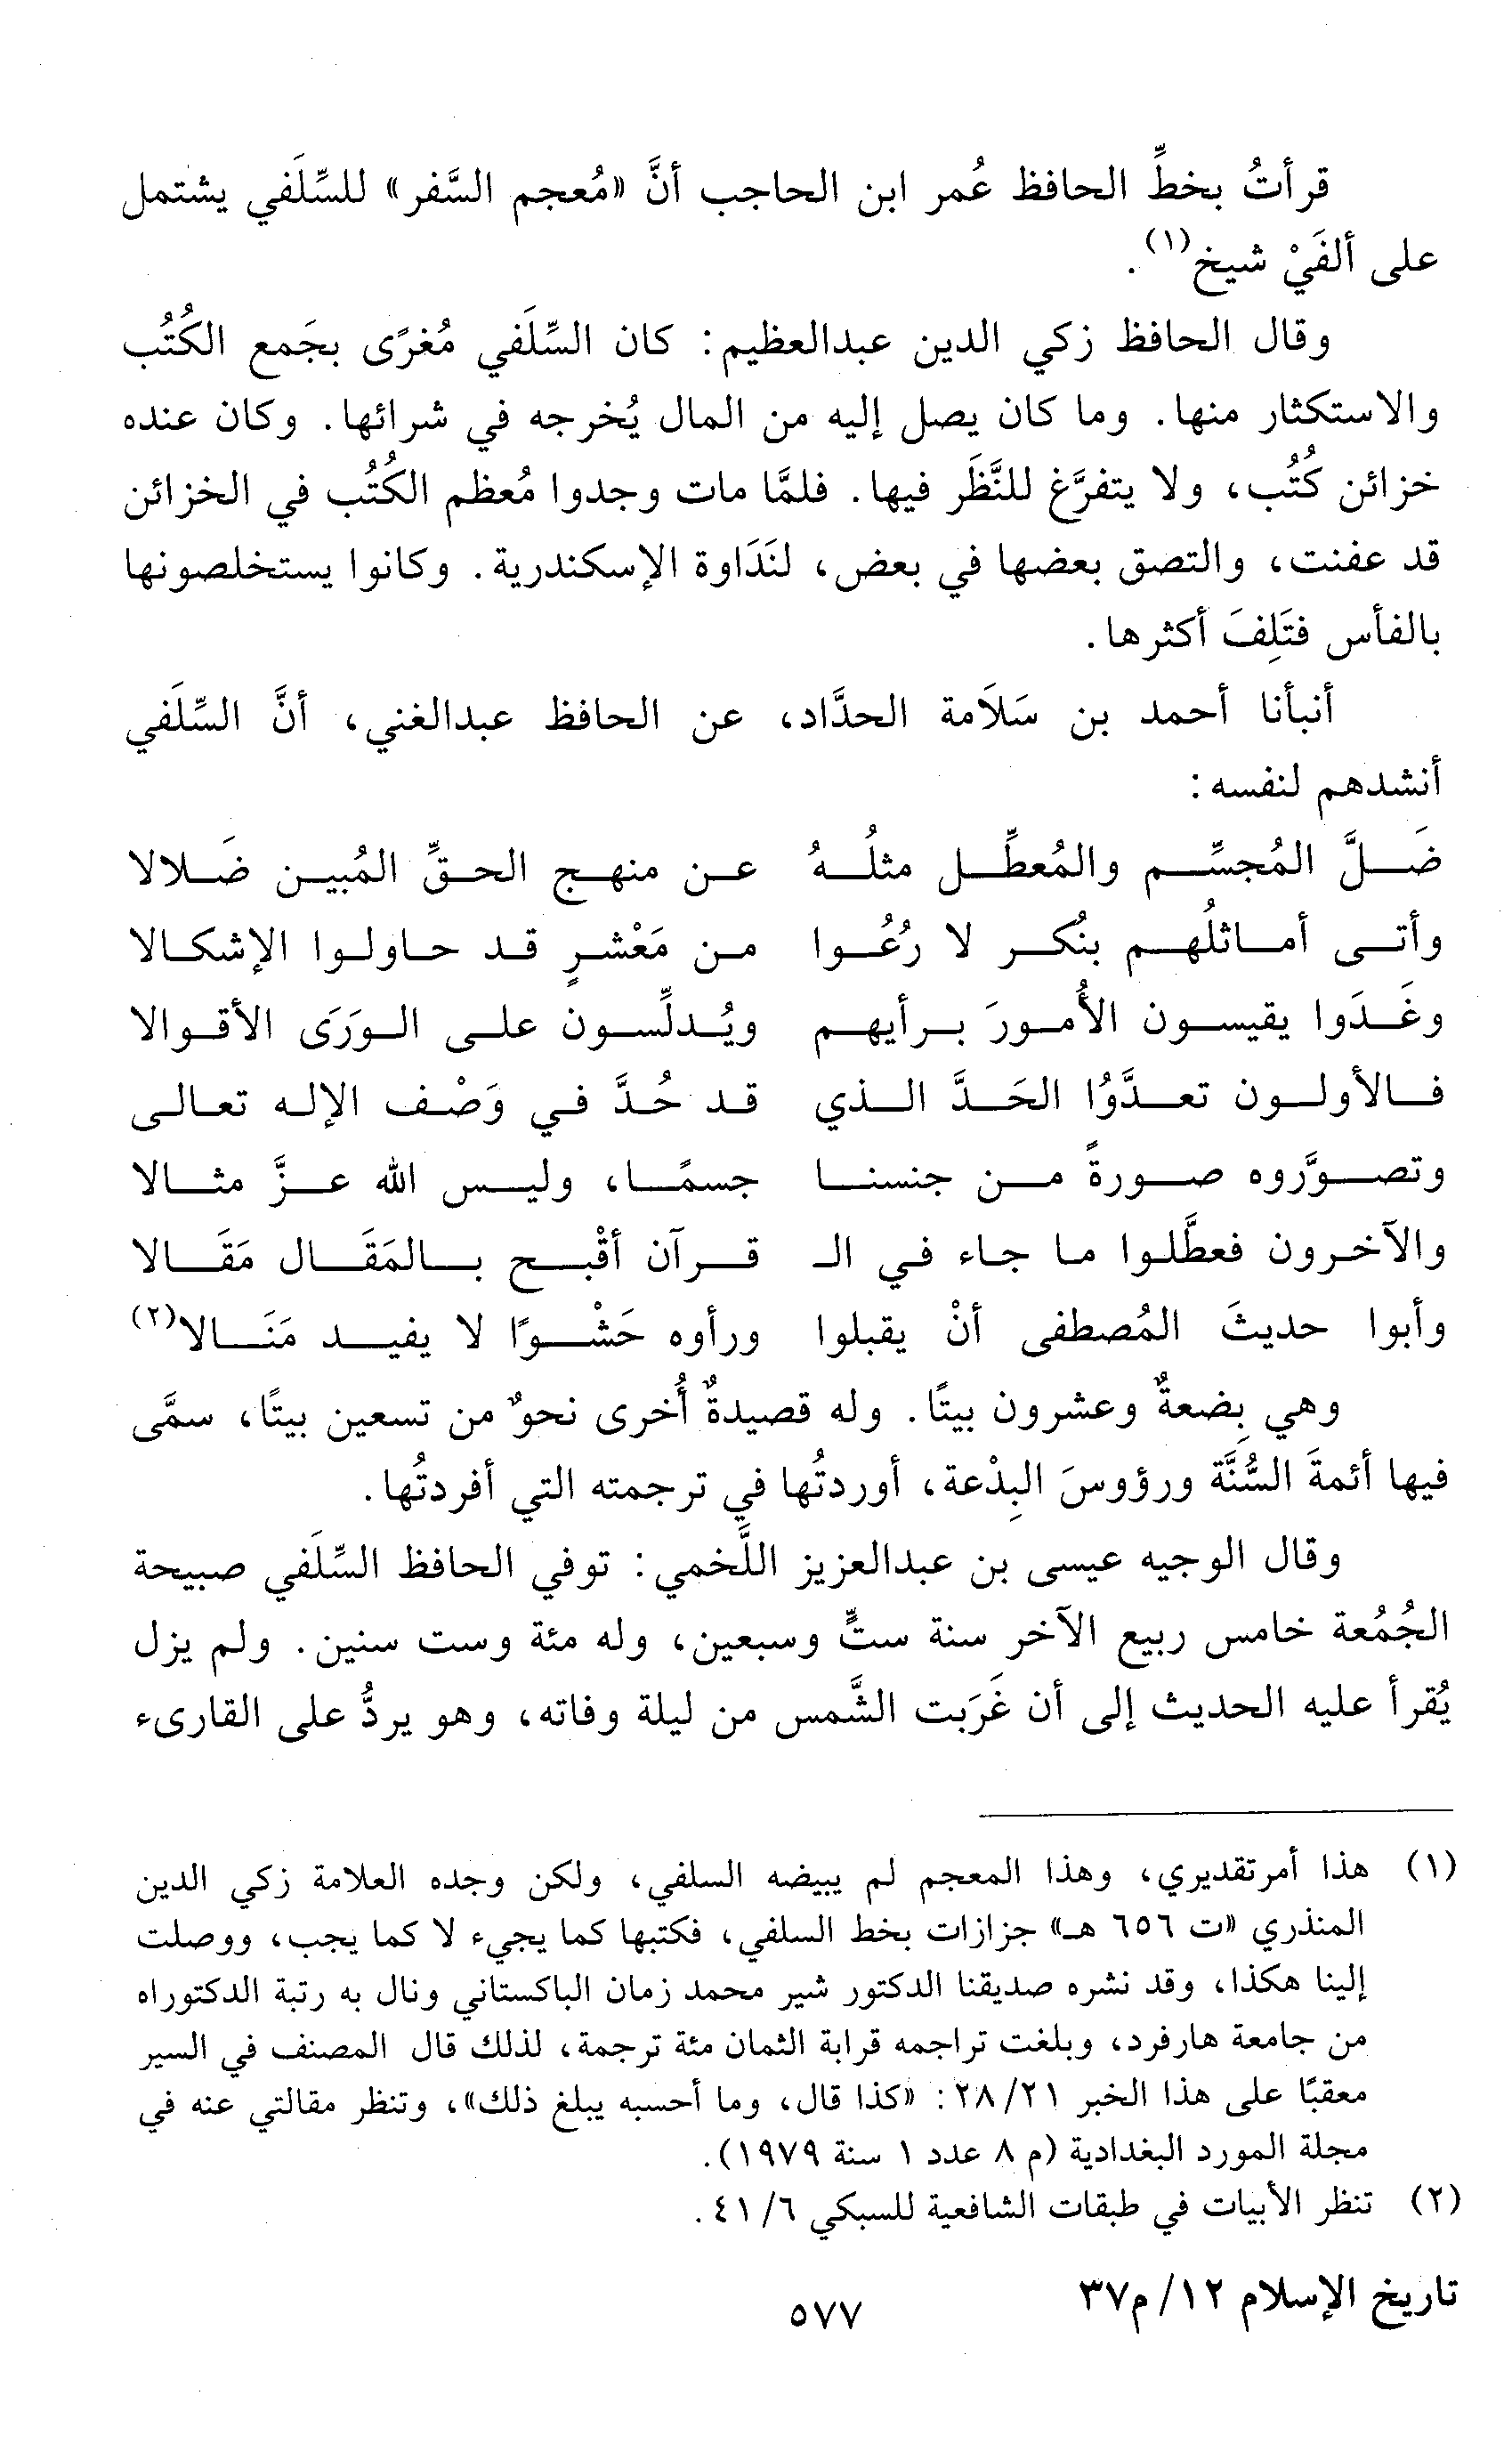 قرأتُ بخطِّ الحافظ عُمر ابن الحاجب أنَّ «مُعجم السَّفر» للسِّلَفي يشتمل
على ألفَيْ شيخ(١).
وقال الحافظ زكي الدين عبدالعظيم: كان السِّلَفي مُغرًى بجَمع الكُتُب
والاستكثار منها. وما كان يصل إليه من المال يُخرجه في شرائها. وكان عنده
خزائن كُتُب، ولا يتفرَّغ للنَّظَر فيها. فلمَّا مات وجدوا مُعظم الكُتُب في الخزائن
قد عفنت، والتصق بعضها في بعض، لنَدَاوة الإسكندرية. وكانوا يستخلصونها
بالفأس فتَلِفَ أكثرها.
أنبأنا أحمد بن سَلاَمة الحدَّاد، عن الحافظ عبدالغني، أنَّ السِّلَفي
أنشدهم لنفسه:
ضَلَّ المُجسِّم والمُعطِّل مثلُهُ عن منهج الحقِّ المُبين ضَلالا
وأتى أماثلُهم بنُكر لا رُعُوا من مَعْشرٍ قد حاولوا الإشكالا
وغَدَوا يقيسون الأُمورَ برأيهم ويُدلِّسون على الورَى الأقوالا
فالأولون تعدَّوُا الحَدَّ الذي قد حُدَّ في وَصْف الإله تعالى
وتصوَّروه صورةً من جنسنا جسمًا، وليس الله عزَّ مثالا
والآخرون فعطَّلوا ما جاء في الـ قرآن أقْبح بالمَقَال مَقَالا
وأبوا حديثَ المُصطفى أنْ يقبلوا ورأوه حَشْوًا لا يفيد مَنَالا(٢)
وهي بِضعةٌ وعشرون بيتًا. وله قصيدةٌ أُخرى نحوٌ من تسعين بيتًا، سمَّى
فيها أئمةَ السُّنَّة ورؤوسَ البِدْعة، أوردتُها في ترجمته التي أفردتُها.
وقال الوجيه عيسى بن عبدالعزيز اللَّخمي: توفي الحافظ السِّلَفي صبيحة
الجُمُعة خامس ربيع الآخر سنة ستٍّ وسبعين، وله مئة وست سنين. ولم يزل
يُقرأ عليه الحديث إلى أن غَرَبت الشَّمس من ليلة وفاته، وهو يردُّ على القارىء
(١) هذا أمر تقديري، وهذا المعجم لم يبيضه السلفي، ولكن وجده العلامة زكي الدين
المنذري «ت ٦٥٦ هـ» جزازات بخط السلفي، فكتبها كما يجيء لا كما يجب، ووصلت
إلينا هكذا، وقد نشره صديقنا الدكتور شير محمد زمان الباكستاني ونال به رتبة الدكتوراه
من جامعة هارفرد، وبلغت تراجمه قرابة الثمان مئة ترجمة، لذلك قال المصنف في السير
معقبًا على هذا الخبر ٢١/ ٢٨: «كذا قال، وما أحسبه يبلغ ذلك»، وتنظر مقالتي عنه في
مجلة المورد البغدادية (م ٨ عدد ١ سنة ١٩٧٩).
(٢) تنظر الأبيات في طبقات الشافعية للسبكي ٦/ ٤١.
تاريخ الإسلام ١٢/ م٣٧
٥٧٧